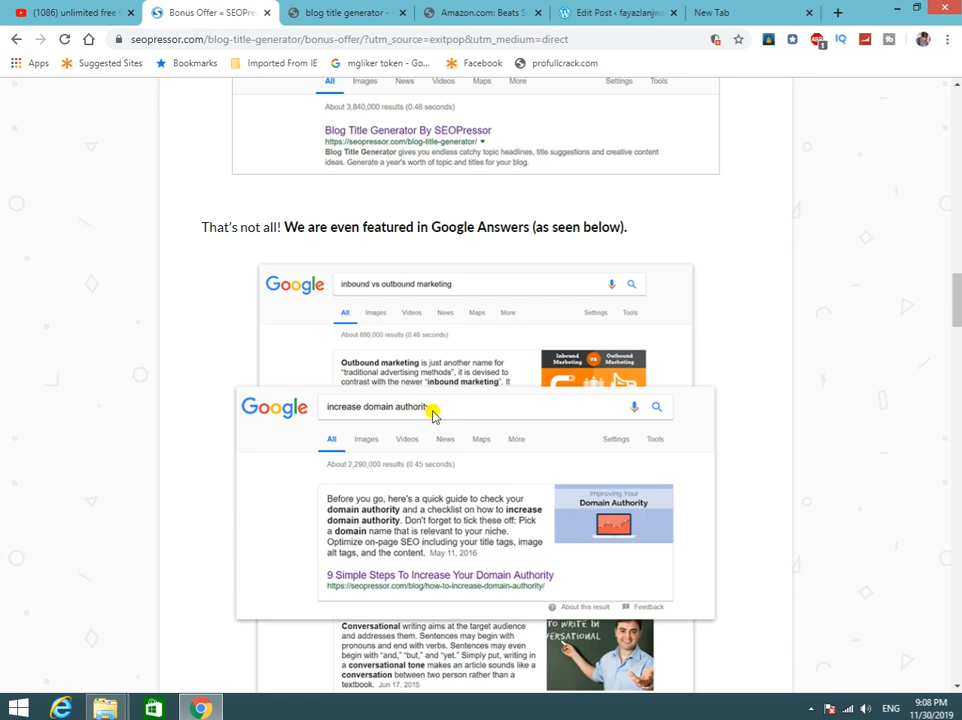 (1086) unlimited free
Bonus Offer « SEOPre
blog title generator -
Amazon.com: Beats S
Edit Post ‹ fayazlanjw
New Tab
seopressor.com/blog-title-generator/bonus-offer/?utm_source=exitpop&utm_medium=direct
1
IQ
Apps
Suggested Sites
Bookmarks
Imported From IE
mgliker token - Go...
Facebook
profullcrack.com
All Images News Videos Maps More Settings Tools
About 3,840,000 results (0.46 seconds)
Blog Title Generator By SEOPressor
https://seopressor.com/blog-title-generator/
Blog Title Generator gives you endless catchy topic headlines, title suggestions and creative content
ideas. Generate a year's worth of topic and titles for your blog.
That's not all! We are even featured in Google Answers (as seen below).
Google
inbound vs outbound marketing
All Images Videos News Maps More Settings Tools
About 690,000 results (0.46 seconds)
Outbound marketing is just another name for
"traditional advertising methods", it is devised to
contrast with the newer "inbound marketing". It
Inbound Marketing vs Outbound Marketing
Google
increase domain authority
All Images Videos News Maps More Settings Tools
About 2,290,000 results (0.45 seconds)
Before you go, here's a quick guide to check your
domain authority and a checklist on how to increase
domain authority. Don't forget to tick these off: Pick
a domain name that is relevant to your niche.
Optimize on-page SEO including your title tags, image
alt tags, and the content. May 11, 2016
Improving Your
Domain Authority
9 Simple Steps To Increase Your Domain Authority
https://seopressor.com/blog/how-to-increase-domain-authority/
About this result
Feedback
Conversational writing aims at the target audience
and addresses them. Sentences may begin with
pronouns and end with verbs. Sentences may even
begin with "and," "but," and "yet." Simply put, writing in
a conversational tone makes an article sounds like a
conversation between two person rather than a
textbook. Jun 17, 2015
TO WRITE IN
VERSATIONAL
ENG
9:08 PM
11/30/2019